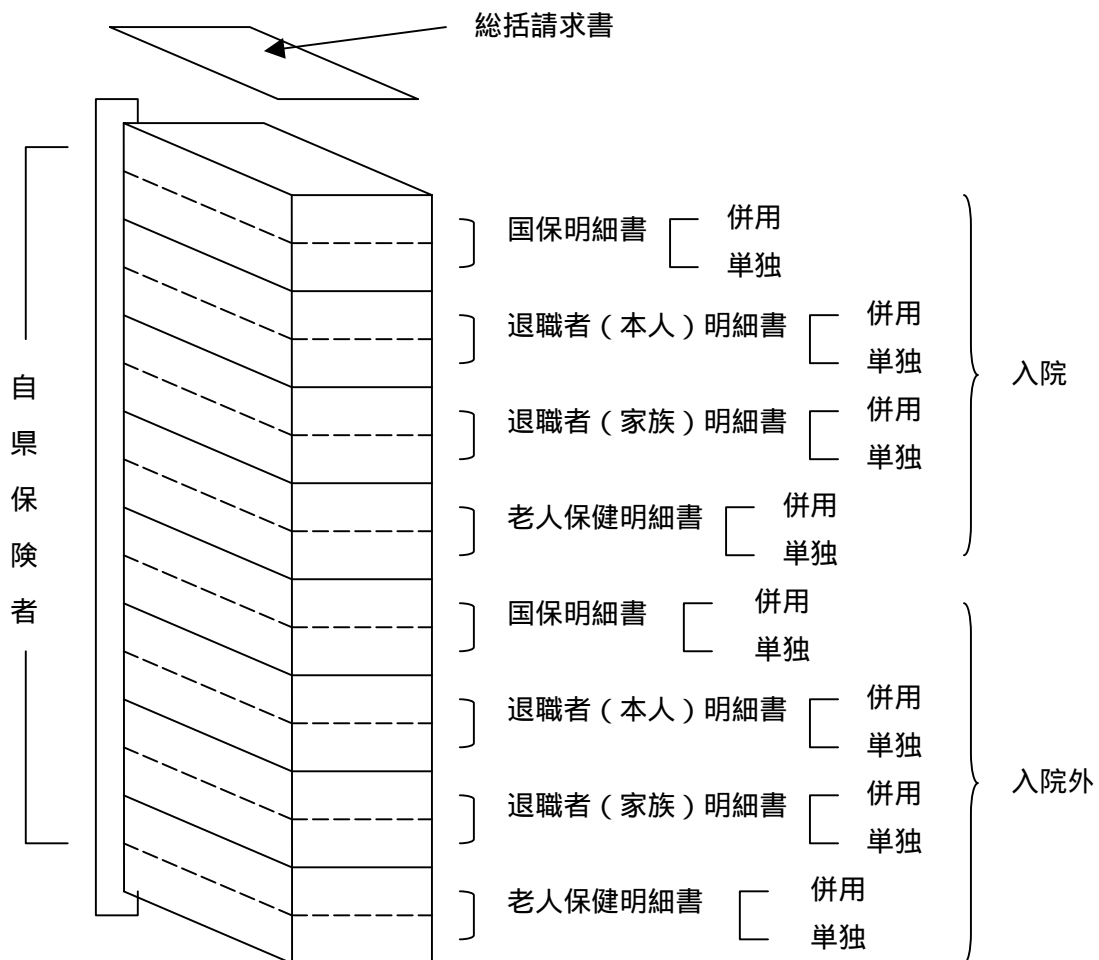 総括請求書
自県保険者
国保明細書
併用
単独
退職者(本人)明細書
併用
単独
退職者(家族)明細書
併用
単独
老人保健明細書
併用
単独
入院
国保明細書
併用
単独
退職者(本人)明細書
併用
単独
退職者(家族)明細書
併用
単独
老人保健明細書
併用
単独
入院外